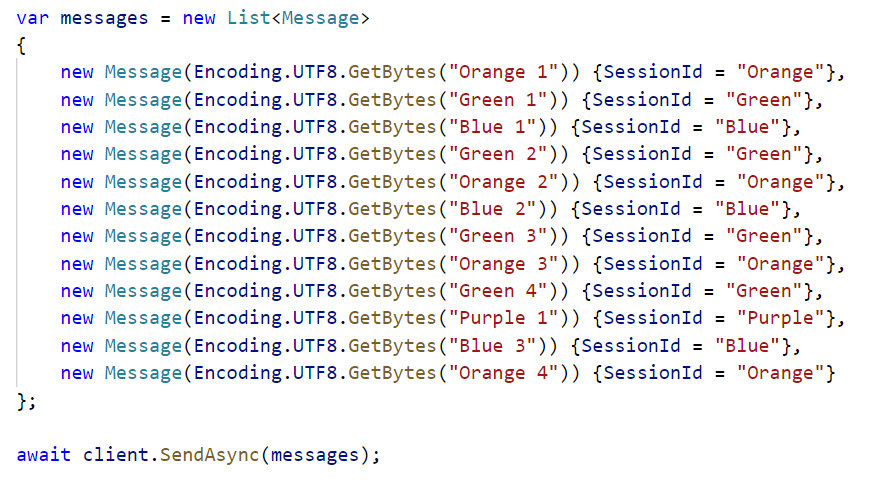 var messages = new List<Message>
{
    new Message(Encoding.UTF8.GetBytes("Orange 1")) {SessionId = "Orange"},
    new Message(Encoding.UTF8.GetBytes("Green 1")) {SessionId = "Green"},
    new Message(Encoding.UTF8.GetBytes("Blue 1")) {SessionId = "Blue"},
    new Message(Encoding.UTF8.GetBytes("Green 2")) {SessionId = "Green"},
    new Message(Encoding.UTF8.GetBytes("Orange 2")) {SessionId = "Orange"},
    new Message(Encoding.UTF8.GetBytes("Blue 2")) {SessionId = "Blue"},
    new Message(Encoding.UTF8.GetBytes("Green 3")) {SessionId = "Green"},
    new Message(Encoding.UTF8.GetBytes("Orange 3")) {SessionId = "Orange"},
    new Message(Encoding.UTF8.GetBytes("Green 4")) {SessionId = "Green"},
    new Message(Encoding.UTF8.GetBytes("Purple 1")) {SessionId = "Purple"},
    new Message(Encoding.UTF8.GetBytes("Blue 3")) {SessionId = "Blue"},
    new Message(Encoding.UTF8.GetBytes("Orange 4")) {SessionId = "Orange"}
};

await client.SendAsync(messages);